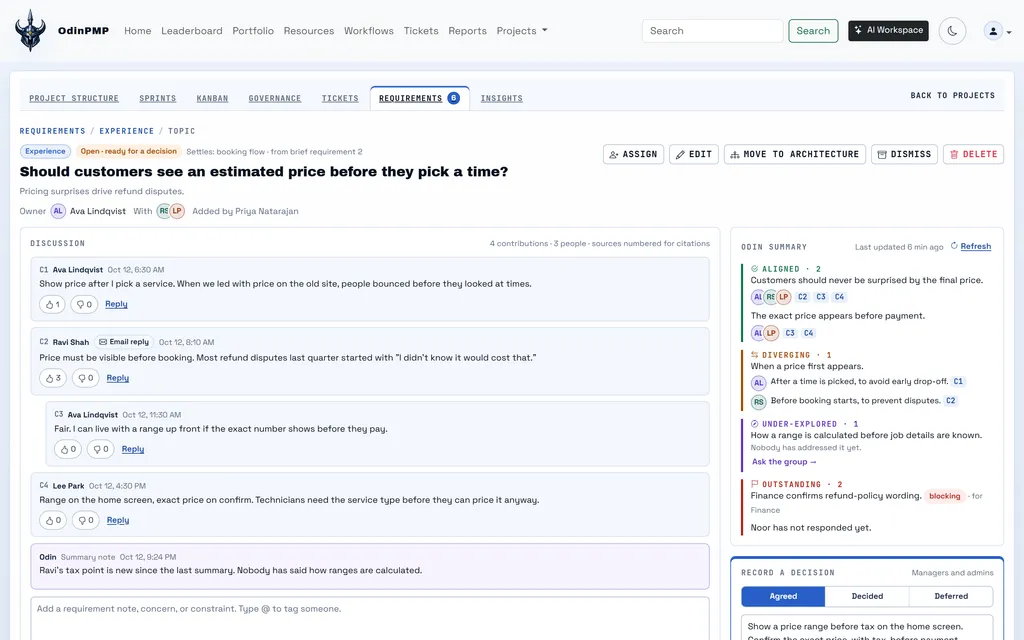 OdinPMP Home Leaderboard Portfolio Resources Workflows Tickets Reports Projects Search Search AI Workspace
PROJECT STRUCTURE SPRINTS KANBAN GOVERNANCE TICKETS REQUIREMENTS 6 INSIGHTS BACK TO PROJECTS
REQUIREMENTS / EXPERIENCE / TOPIC
Experience Open · ready for a decision Settles: booking flow · from brief requirement 2
ASSIGN EDIT MOVE TO ARCHITECTURE DISMISS DELETE
Should customers see an estimated price before they pick a time?
Pricing surprises drive refund disputes.
Owner AL Ava Lindqvist With RS LP Added by Priya Natarajan
DISCUSSION 4 contributions · 3 people · sources numbered for citations
C1 Ava Lindqvist Oct 12, 6:30 AM
Show price after I pick a service. When we led with price on the old site, people bounced before they looked at times.
1 0 Reply
C2 Ravi Shah Email reply Oct 12, 8:10 AM
Price must be visible before booking. Most refund disputes last quarter started with "I didn't know it would cost that."
3 0 Reply
C3 Ava Lindqvist Oct 12, 11:30 AM
Fair. I can live with a range up front if the exact number shows before they pay.
0 0 Reply
C4 Lee Park Oct 12, 4:30 PM
Range on the home screen, exact price on confirm. Technicians need the service type before they can price it anyway.
0 0 Reply
Odin Summary note Oct 12, 9:24 PM
Ravi's tax point is new since the last summary. Nobody has said how ranges are calculated.
Add a requirement note, concern, or constraint. Type @ to tag someone.
ODIN SUMMARY Last updated 6 min ago Refresh
ALIGNED · 2
Customers should never be surprised by the final price.
AL RS LP C2 C3 C4
The exact price appears before payment.
AL LP C3 C4
DIVERGING · 1
When a price first appears.
AL After a time is picked, to avoid early drop-off. C1
RS Before booking starts, to prevent disputes. C2
UNDER-EXPLORED · 1
How a range is calculated before job details are known.
Nobody has addressed it yet.
Ask the group →
OUTSTANDING · 2
Finance confirms refund-policy wording. blocking · for
Finance
Noor has not responded yet.
RECORD A DECISION Managers and admins
Agreed Decided Deferred
Show a price range before tax on the home screen.
Confirm the exact price, with tax, before payment